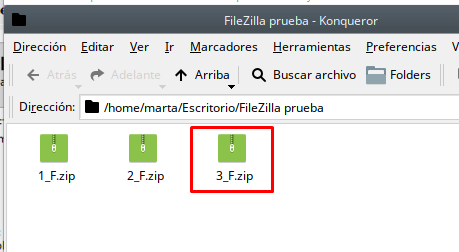 FileZilla prueba - Konqueror
Dirección Editar Ver Ir Marcadores Herramientas Preferencias V
Atrás Adelante Arriba Buscar archivo Folders
Dirección: /home/marta/Escritorio/FileZilla prueba
1_F.zip 2_F.zip 3_F.zip